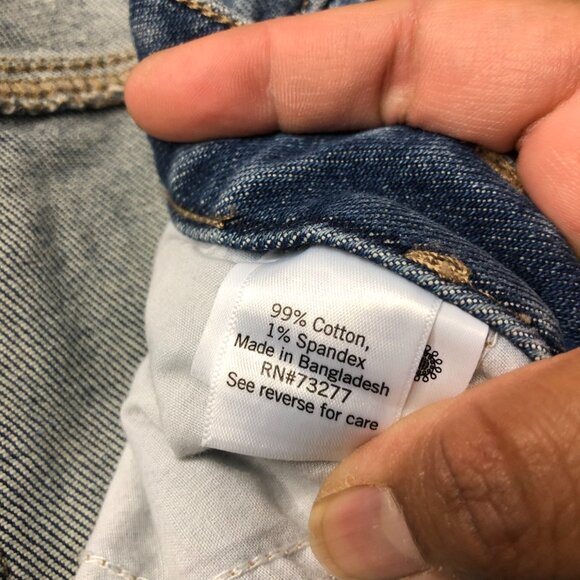 99% Cotton,
1% Spandex
Made in Bangladesh
RN#73277
See reverse for care